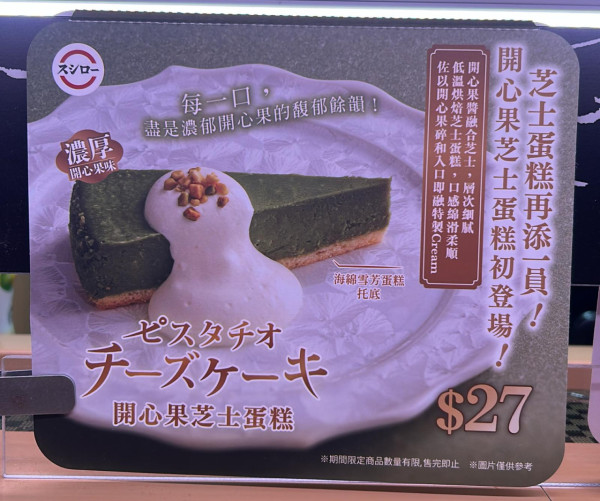 スシロー
每一口，
盡是濃郁開心果的馥郁餘韻！
濃厚
開心果味
芝士蛋糕再添一員！
開心果芝士蛋糕初登場！
開心果醬融合芝士，層次細膩
低溫烘焙芝士蛋糕，口感綿滑柔順
佐以開心果碎和入口即融特製Cream
海綿雪芳蛋糕
托底
ピスタチオ
チーズケーキ
開心果芝士蛋糕
$27
※期間限定商品數量有限,售完即止 ※圖片僅供參考